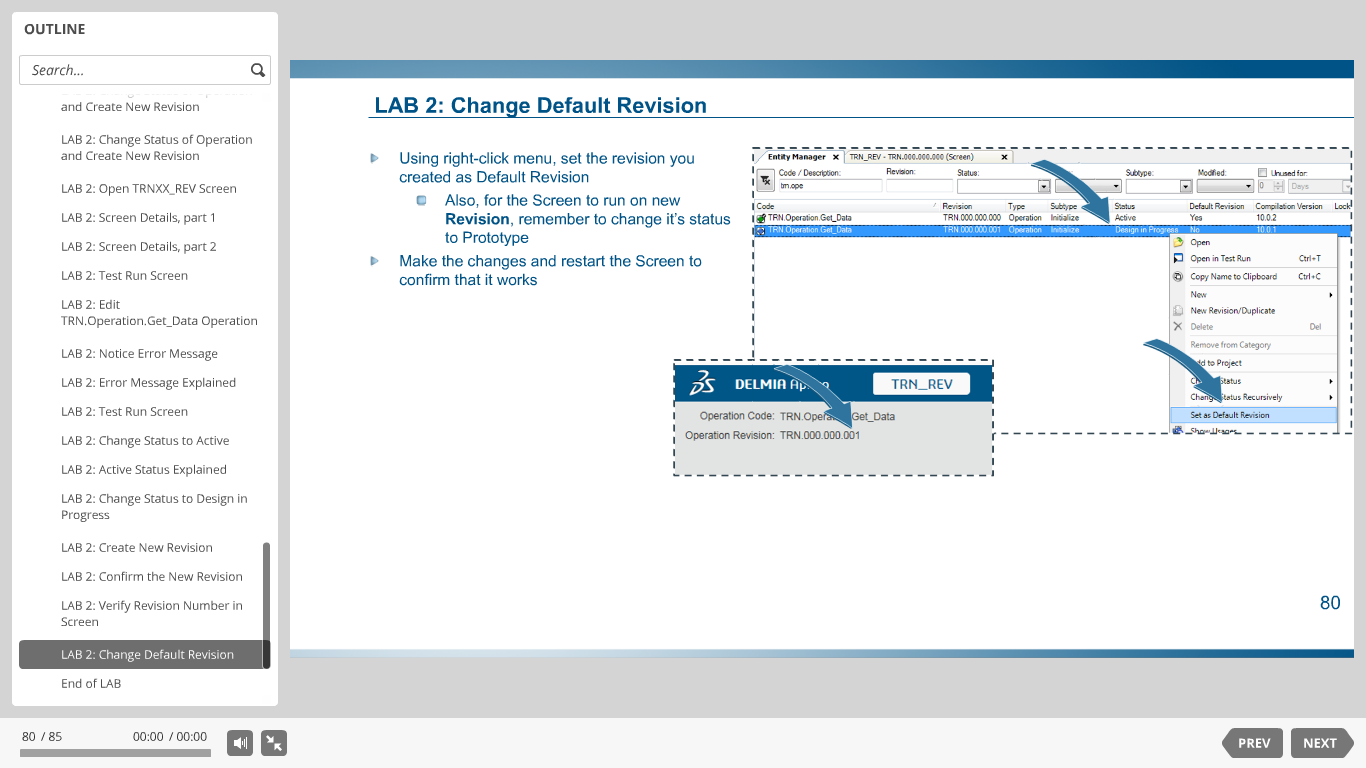 OUTLINE
Search...
and Create New Revision
LAB 2: Change Status of Operation
and Create New Revision
LAB 2: Open TRNXX_REV Screen
LAB 2: Screen Details, part 1
LAB 2: Screen Details, part 2
LAB 2: Test Run Screen
LAB 2: Edit
TRN.Operation.Get_Data Operation
LAB 2: Notice Error Message
LAB 2: Error Message Explained
LAB 2: Test Run Screen
LAB 2: Change Status to Active
LAB 2: Active Status Explained
LAB 2: Change Status to Design in
Progress
LAB 2: Create New Revision
LAB 2: Confirm the New Revision
LAB 2: Verify Revision Number in
Screen
LAB 2: Change Default Revision
End of LAB
LAB 2: Change Default Revision
Using right-click menu, set the revision you
created as Default Revision
Also, for the Screen to run on new
Revision, remember to change it's status
to Prototype
Make the changes and restart the Screen to
confirm that it works
Entity Manager TRN_REV - TRN.000.000.000 (Screen)
Code / Description: Revision: Status: Subtype: Modified: Unused for:
trn.ope 0 Days
Code Revision Type Subtype Status Default Revision Compilation Version Lock
TRN.Operation.Get_Data TRN.000.000.000 Operation Initialize Active Yes 10.0.2
TRN.Operation.Get_Data TRN.000.000.001 Operation Initialize Design in Progress No 10.0.1
Open
Open in Test Run Ctrl+T
Copy Name to Clipboard Ctrl+C
New
New Revision/Duplicate
Delete Del
Remove from Category
to Project
Status
Change Status Recursively
Set as Default Revision
Show Usages
DELMIA TRN_REV
Operation Code: TRN.Operation.Get_Data
Operation Revision: TRN.000.000.001
80
80 / 85 00:00 / 00:00
PREV NEXT